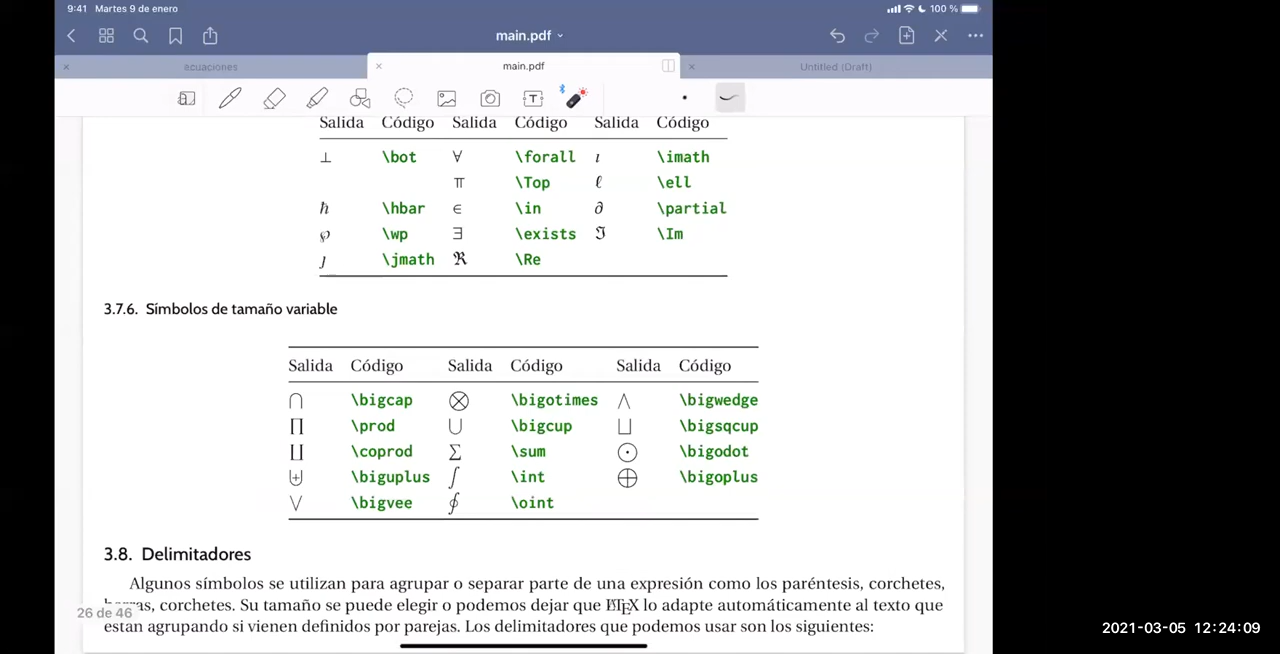 9:41 Martes 9 de enero 100 %
main.pdf
ecuaciones main.pdf Untitled (Draft)
Salida Código Salida Código Salida Código
⊥ \bot ∀ \forall ı \imath
╥ \Top ℓ \ell
ℏ \hbar ∈ \in ∂ \partial
℘ \wp ∃ \exists ℑ \Im
ȷ \jmath ℜ \Re
3.7.6. Símbolos de tamaño variable
Salida Código Salida Código Salida Código
⋂ \bigcap ⨂ \bigotimes ⋀ \bigwedge
∏ \prod ⋃ \bigcup ⨆ \bigsqcup
∐ \coprod ∑ \sum ⨀ \bigodot
⨄ \biguplus ∫ \int ⨁ \bigoplus
⋁ \bigvee ∮ \oint
3.8. Delimitadores
Algunos símbolos se utilizan para agrupar o separar parte de una expresión como los paréntesis, corchetes,
barras, corchetes. Su tamaño se puede elegir o podemos dejar que LATEX lo adapte automáticamente al texto que
están agrupando si vienen definidos por parejas. Los delimitadores que podemos usar son los siguientes:
26 de 46
2021-03-05 12:24:09